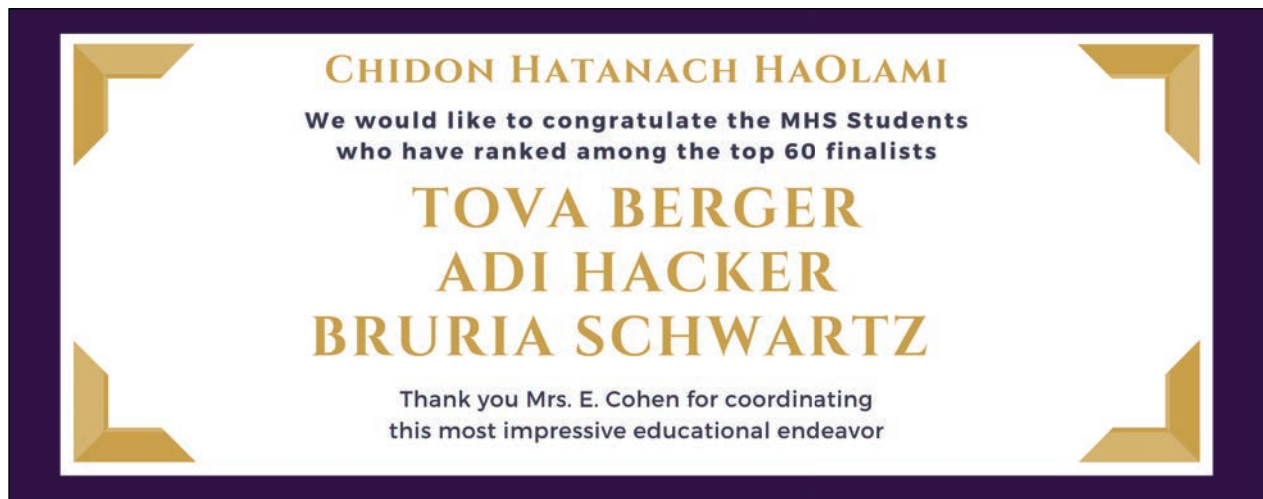 CHIDON HATANACH HAOLAMI
We would like to congratulate the MHS Students
who have ranked among the top 60 finalists
TOVA BERGER
ADI HACKER
BRURIA SCHWARTZ
Thank you Mrs. E. Cohen for coordinating
this most impressive educational endeavor